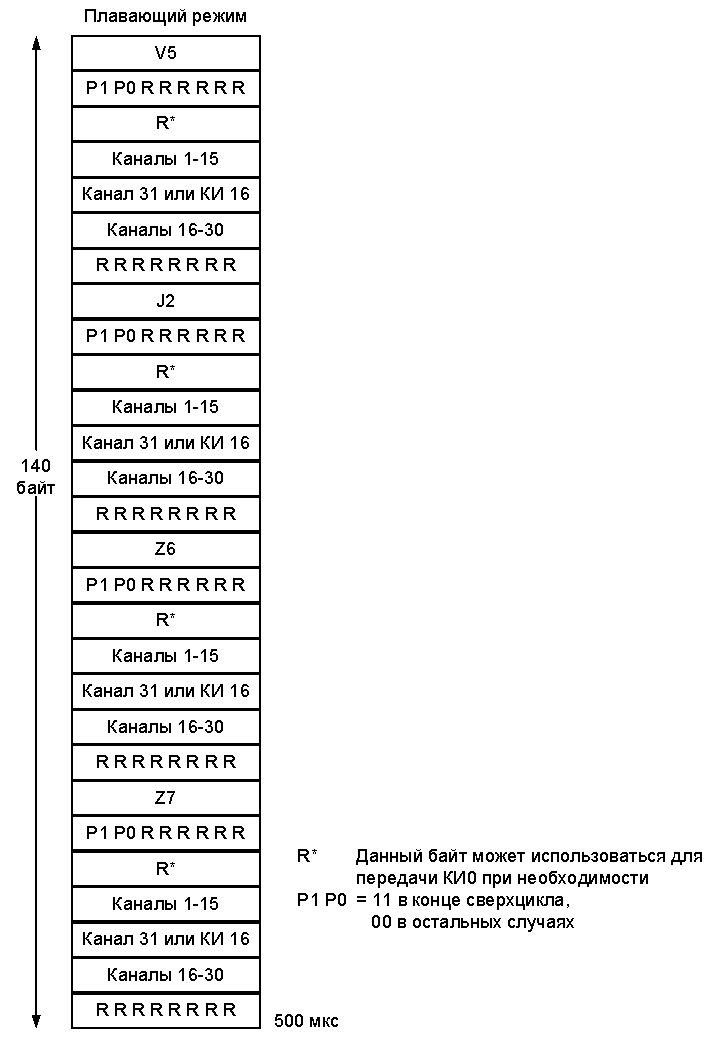 Плавающий режим
V5
P1 P0 R R R R R R
R*
Каналы 1-15
Канал 31 или КИ 16
Каналы 16-30
R R R R R R R R
J2
P1 P0 R R R R R R
R*
Каналы 1-15
Канал 31 или КИ 16
Каналы 16-30
R R R R R R R R
Z6
P1 P0 R R R R R R
R*
Каналы 1-15
Канал 31 или КИ 16
Каналы 16-30
R R R R R R R R
Z7
P1 P0 R R R R R R
R*
Каналы 1-15
Канал 31 или КИ 16
Каналы 16-30
R R R R R R R R
140
байт
500 мкс
R* Данный байт может использоваться для
передачи КИ0 при необходимости
P1 P0 = 11 в конце сверхцикла,
00 в остальных случаях